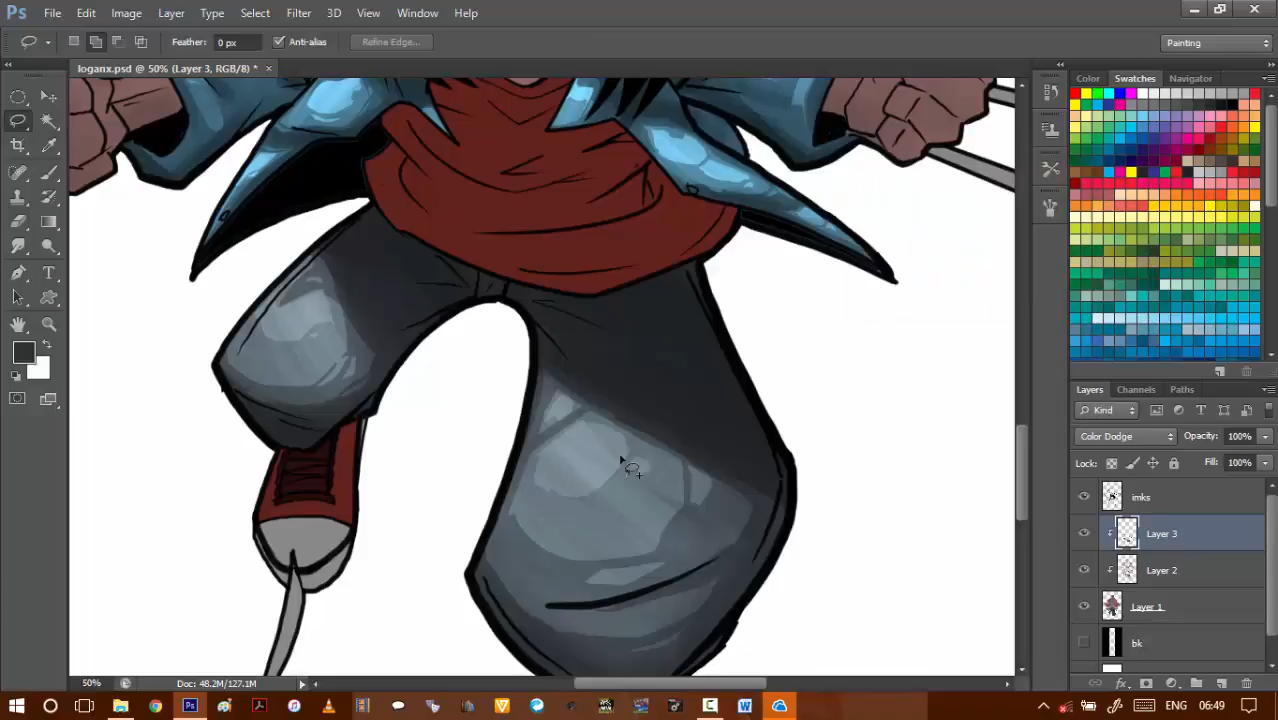 Ps File Edit Image Layer Type Select Filter 3D View Window Help
Feather: 0 px Anti-alias Refine Edge... Painting
loganx.psd @ 50% (Layer 3, RGB/8) * ×
Color Swatches Navigator
Layers Channels Paths
Kind
Color Dodge Opacity: 100%
Lock: Fill: 100%
imks
Layer 3
Layer 2
Layer 1
bk
50% Doc: 48.2M/127.1M
ENG 06:49